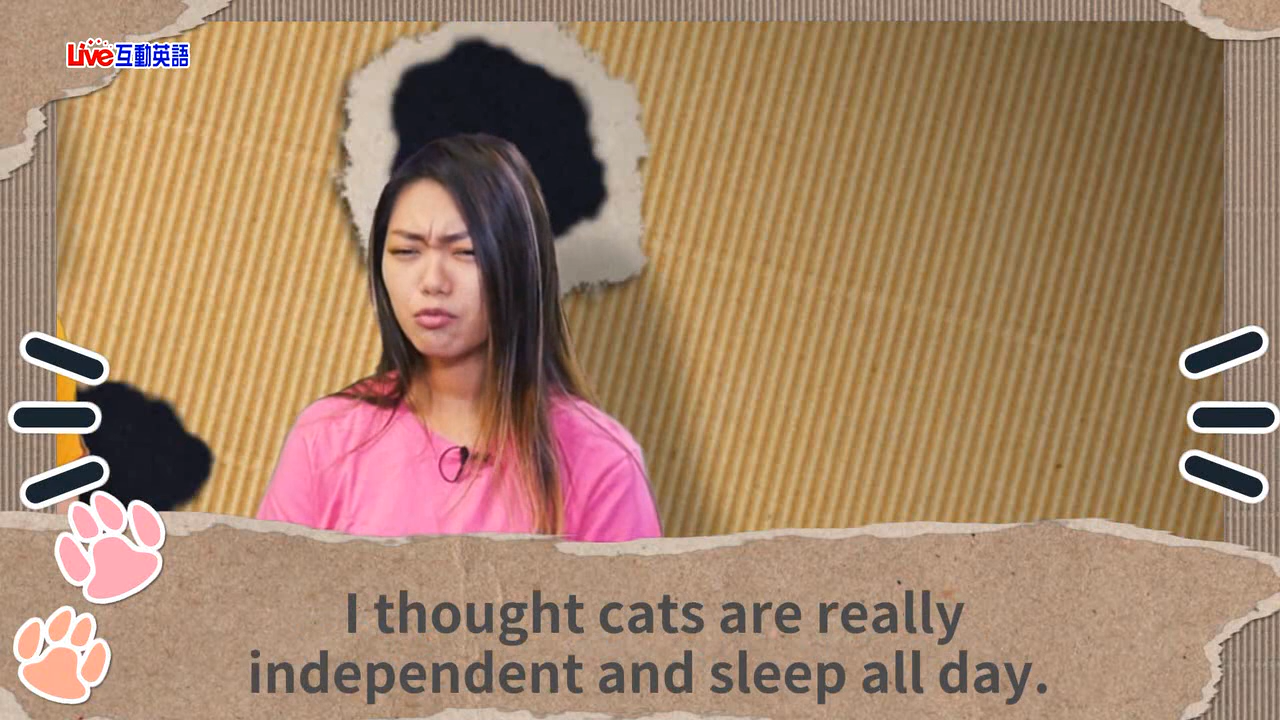 Live互動英語
I thought cats are really
independent and sleep all day.